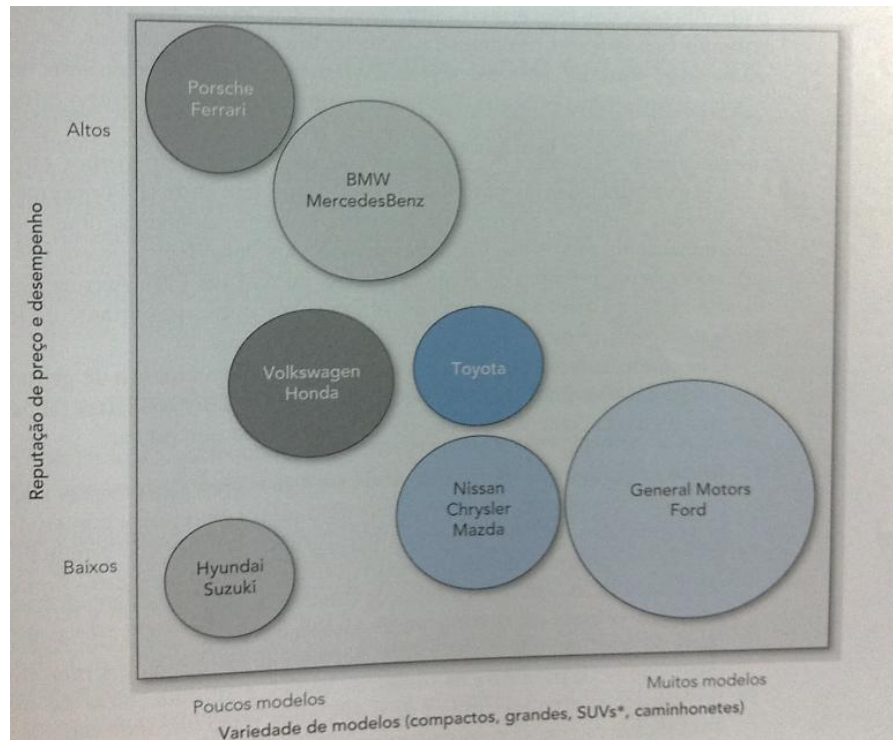 Porsche
Ferrari
Altos
BMW
MercedesBenz
Reputação de preço e desempenho
Volkswagen
Honda
Toyota
Nissan
Chrysler
Mazda
General Motors
Ford
Baixos
Hyundai
Suzuki
Poucos modelos
Muitos modelos
Variedade de modelos (compactos, grandes, SUVs*, caminhonetes)